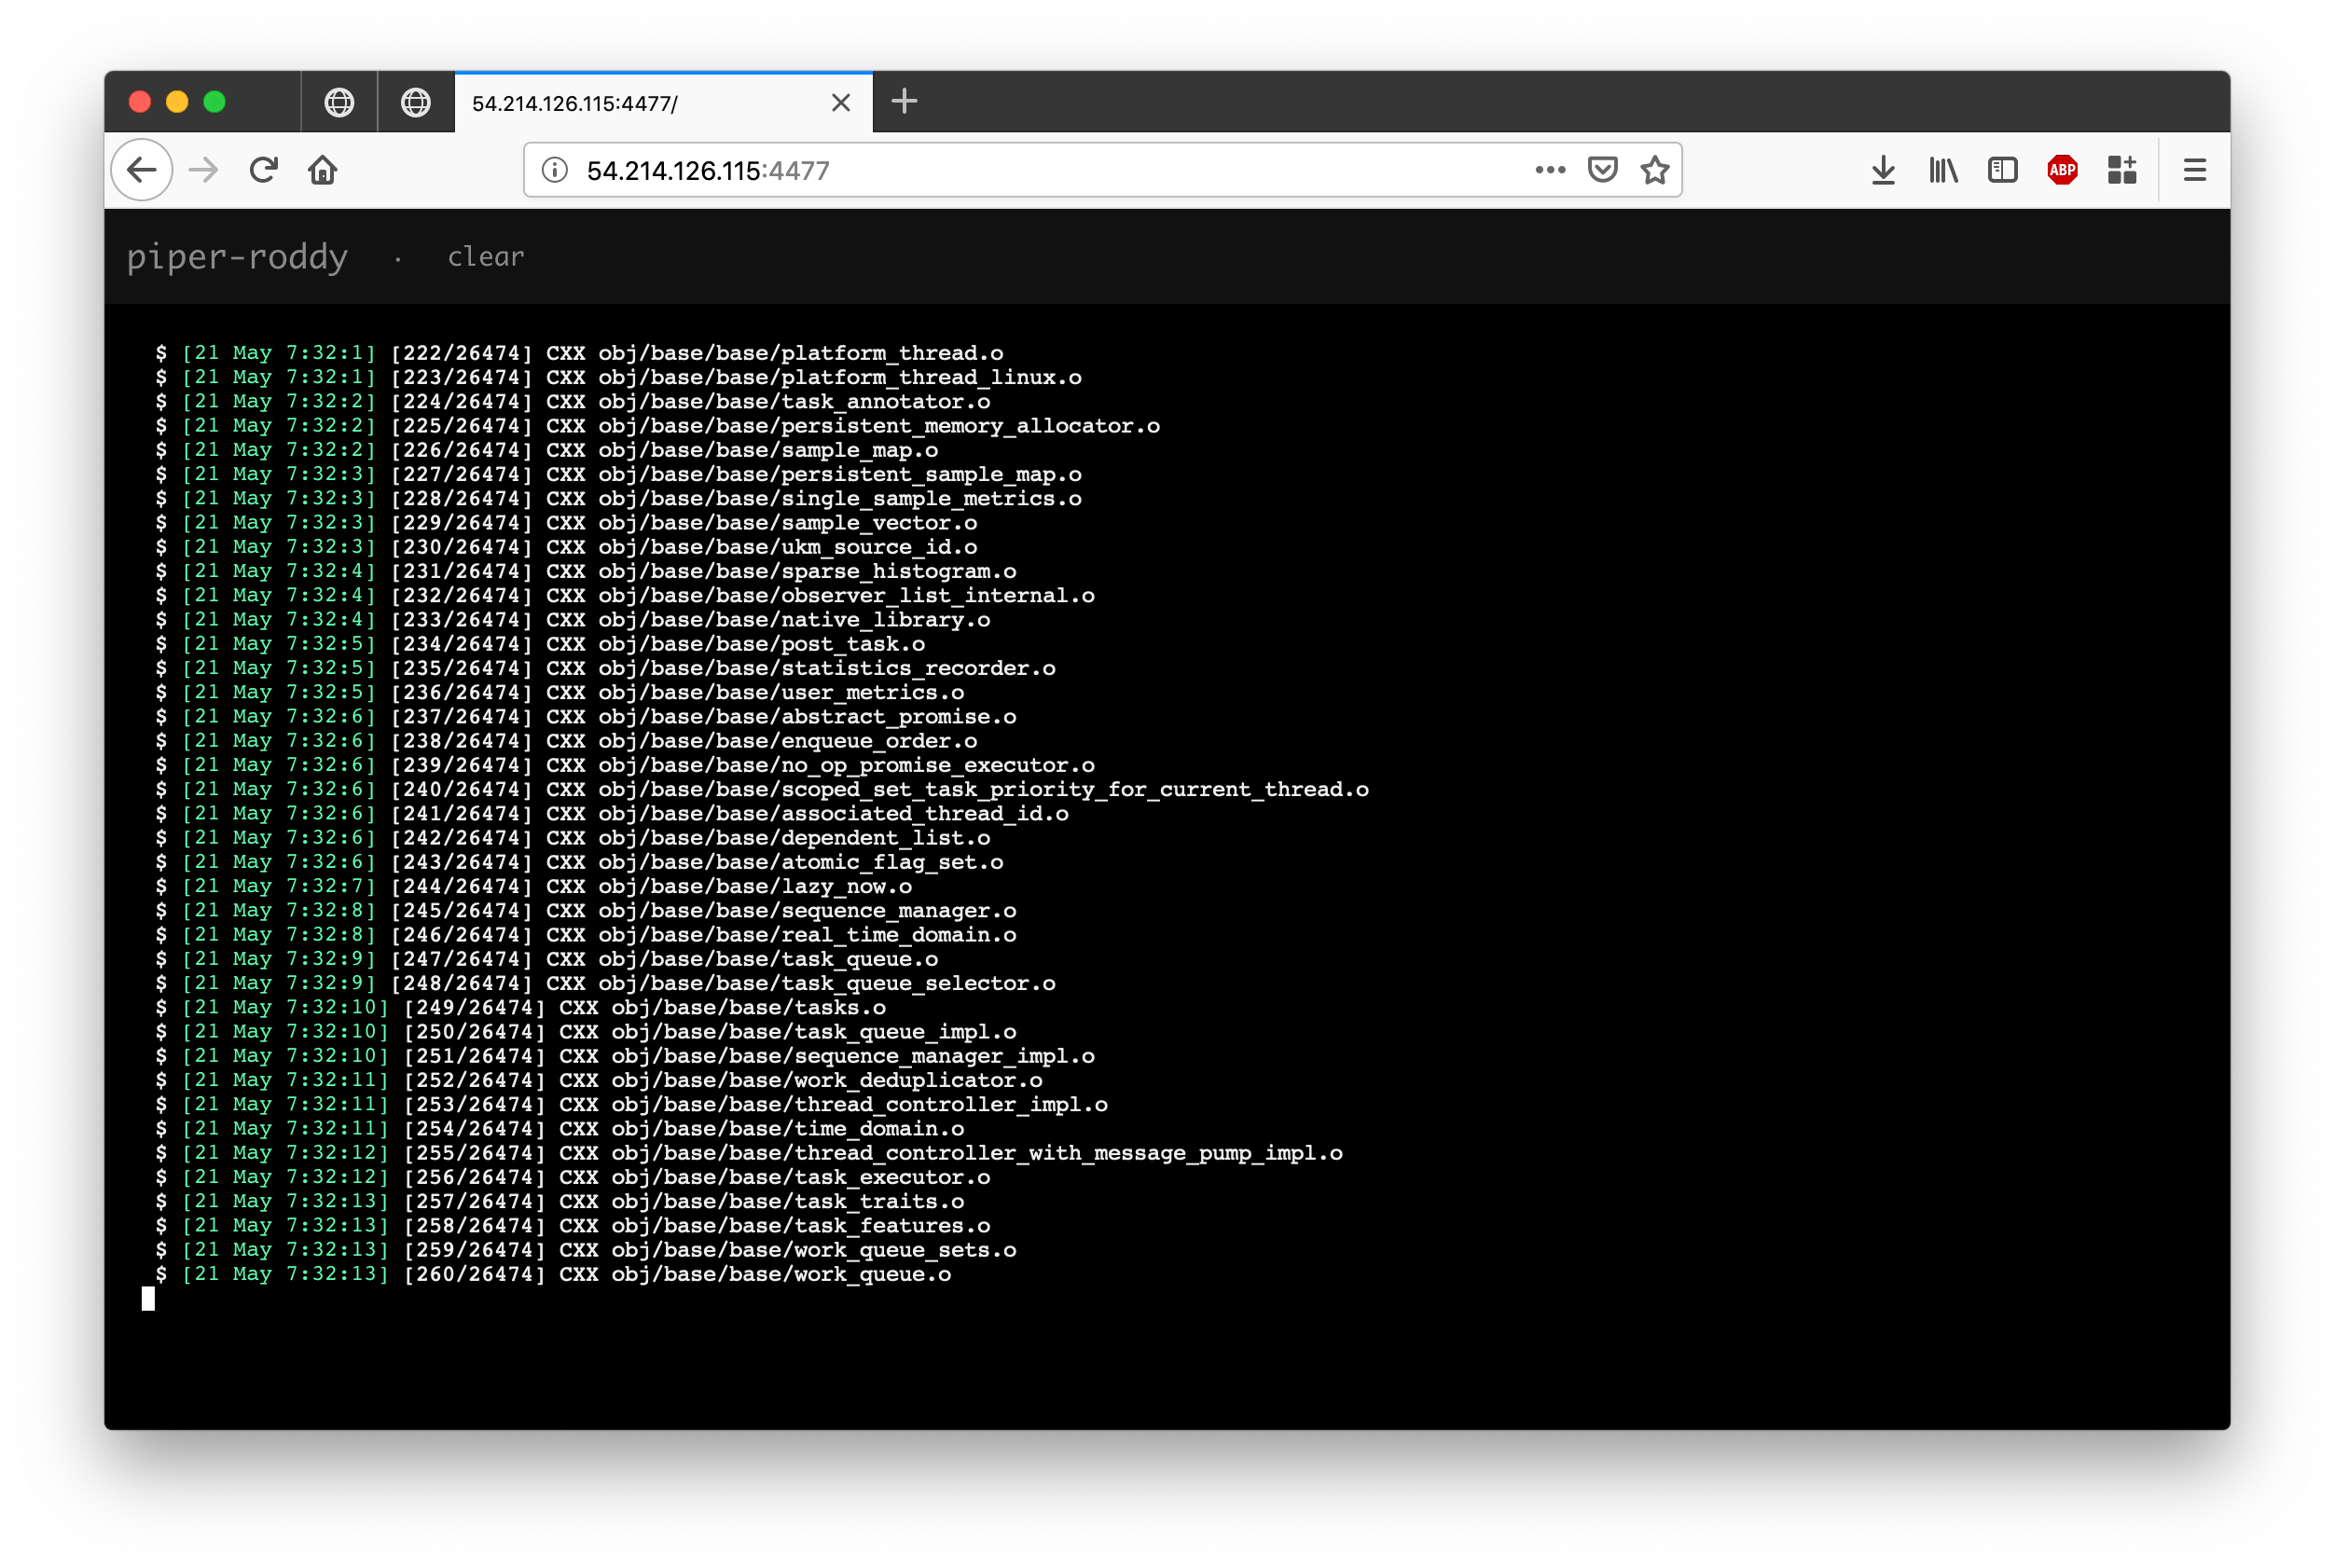 54.214.126.115:4477/
54.214.126.115:4477
ABP
piper-roddy · clear
$ [21 May 7:32:1] [222/26474] CXX obj/base/base/platform_thread.o
$ [21 May 7:32:1] [223/26474] CXX obj/base/base/platform_thread_linux.o
$ [21 May 7:32:2] [224/26474] CXX obj/base/base/task_annotator.o
$ [21 May 7:32:2] [225/26474] CXX obj/base/base/persistent_memory_allocator.o
$ [21 May 7:32:2] [226/26474] CXX obj/base/base/sample_map.o
$ [21 May 7:32:3] [227/26474] CXX obj/base/base/persistent_sample_map.o
$ [21 May 7:32:3] [228/26474] CXX obj/base/base/single_sample_metrics.o
$ [21 May 7:32:3] [229/26474] CXX obj/base/base/sample_vector.o
$ [21 May 7:32:3] [230/26474] CXX obj/base/base/ukm_source_id.o
$ [21 May 7:32:4] [231/26474] CXX obj/base/base/sparse_histogram.o
$ [21 May 7:32:4] [232/26474] CXX obj/base/base/observer_list_internal.o
$ [21 May 7:32:4] [233/26474] CXX obj/base/base/native_library.o
$ [21 May 7:32:5] [234/26474] CXX obj/base/base/post_task.o
$ [21 May 7:32:5] [235/26474] CXX obj/base/base/statistics_recorder.o
$ [21 May 7:32:5] [236/26474] CXX obj/base/base/user_metrics.o
$ [21 May 7:32:6] [237/26474] CXX obj/base/base/abstract_promise.o
$ [21 May 7:32:6] [238/26474] CXX obj/base/base/enqueue_order.o
$ [21 May 7:32:6] [239/26474] CXX obj/base/base/no_op_promise_executor.o
$ [21 May 7:32:6] [240/26474] CXX obj/base/base/scoped_set_task_priority_for_current_thread.o
$ [21 May 7:32:6] [241/26474] CXX obj/base/base/associated_thread_id.o
$ [21 May 7:32:6] [242/26474] CXX obj/base/base/dependent_list.o
$ [21 May 7:32:6] [243/26474] CXX obj/base/base/atomic_flag_set.o
$ [21 May 7:32:7] [244/26474] CXX obj/base/base/lazy_now.o
$ [21 May 7:32:8] [245/26474] CXX obj/base/base/sequence_manager.o
$ [21 May 7:32:8] [246/26474] CXX obj/base/base/real_time_domain.o
$ [21 May 7:32:9] [247/26474] CXX obj/base/base/task_queue.o
$ [21 May 7:32:9] [248/26474] CXX obj/base/base/task_queue_selector.o
$ [21 May 7:32:10] [249/26474] CXX obj/base/base/tasks.o
$ [21 May 7:32:10] [250/26474] CXX obj/base/base/task_queue_impl.o
$ [21 May 7:32:10] [251/26474] CXX obj/base/base/sequence_manager_impl.o
$ [21 May 7:32:11] [252/26474] CXX obj/base/base/work_deduplicator.o
$ [21 May 7:32:11] [253/26474] CXX obj/base/base/thread_controller_impl.o
$ [21 May 7:32:11] [254/26474] CXX obj/base/base/time_domain.o
$ [21 May 7:32:12] [255/26474] CXX obj/base/base/thread_controller_with_message_pump_impl.o
$ [21 May 7:32:12] [256/26474] CXX obj/base/base/task_executor.o
$ [21 May 7:32:13] [257/26474] CXX obj/base/base/task_traits.o
$ [21 May 7:32:13] [258/26474] CXX obj/base/base/task_features.o
$ [21 May 7:32:13] [259/26474] CXX obj/base/base/work_queue_sets.o
$ [21 May 7:32:13] [260/26474] CXX obj/base/base/work_queue.o